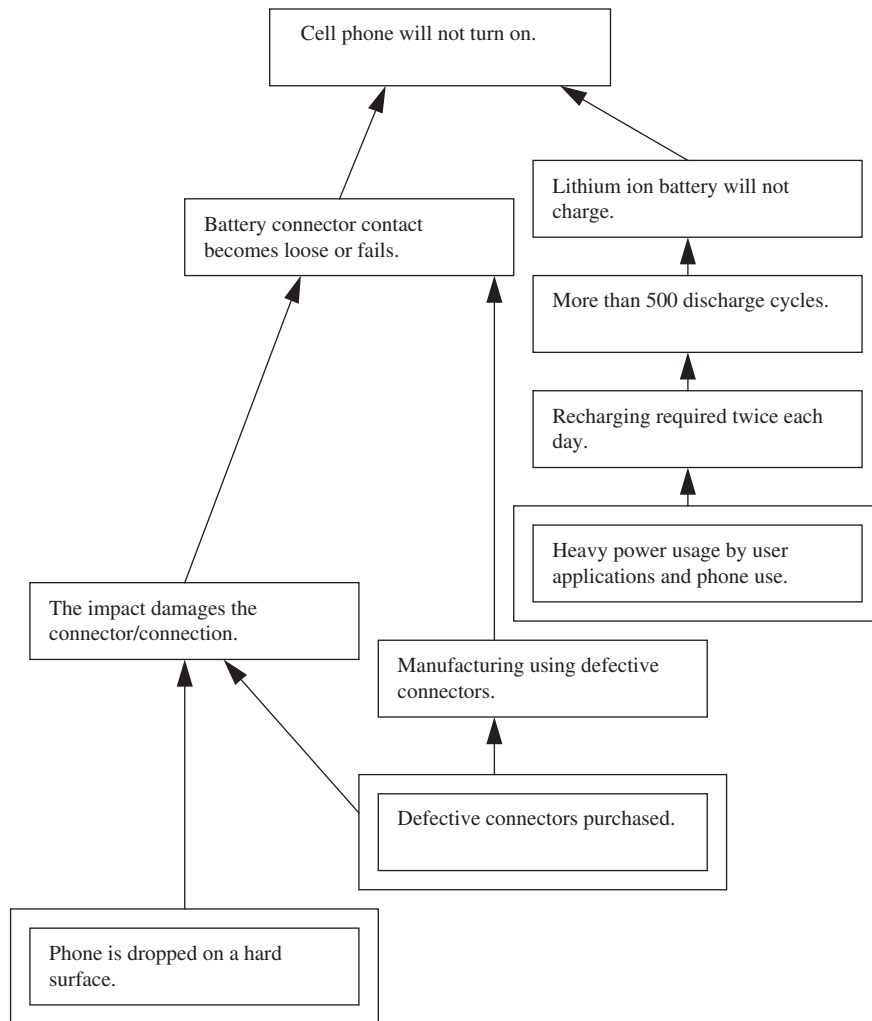 Cell phone will not turn on.
Lithium ion battery will not
charge.
Battery connector contact
becomes loose or fails.
More than 500 discharge cycles.
Recharging required twice each
day.
Heavy power usage by user
applications and phone use.
The impact damages the
connector/connection.
Manufacturing using defective
connectors.
Defective connectors purchased.
Phone is dropped on a hard
surface.